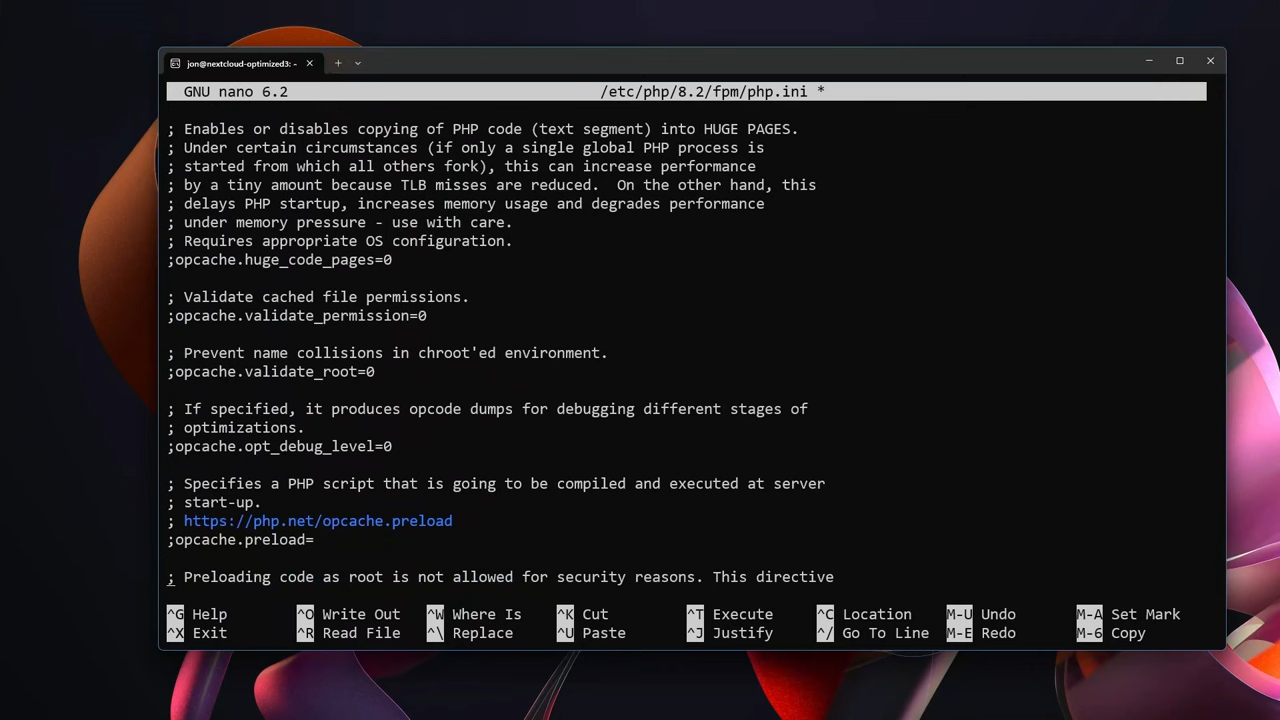 jon@nextcloud-optimized3: ~
GNU nano 6.2 /etc/php/8.2/fpm/php.ini *
; Enables or disables copying of PHP code (text segment) into HUGE PAGES.
; Under certain circumstances (if only a single global PHP process is
; started from which all others fork), this can increase performance
; by a tiny amount because TLB misses are reduced.  On the other hand, this
; delays PHP startup, increases memory usage and degrades performance
; under memory pressure - use with care.
; Requires appropriate OS configuration.
;opcache.huge_code_pages=0
; Validate cached file permissions.
;opcache.validate_permission=0
; Prevent name collisions in chroot'ed environment.
;opcache.validate_root=0
; If specified, it produces opcode dumps for debugging different stages of
; optimizations.
;opcache.opt_debug_level=0
; Specifies a PHP script that is going to be compiled and executed at server
; start-up.
; https://php.net/opcache.preload
;opcache.preload=
; Preloading code as root is not allowed for security reasons. This directive
^G Help ^O Write Out ^W Where Is ^K Cut ^T Execute ^C Location M-U Undo M-A Set Mark
^X Exit ^R Read File ^\ Replace ^U Paste ^J Justify ^/ Go To Line M-E Redo M-6 Copy